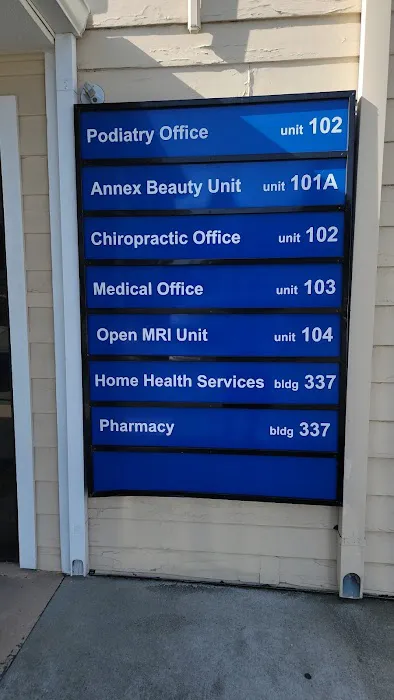 Podiatry Office unit 102
Annex Beauty Unit unit 101A
Chiropractic Office unit 102
Medical Office unit 103
Open MRI Unit unit 104
Home Health Services bldg 337
Pharmacy bldg 337